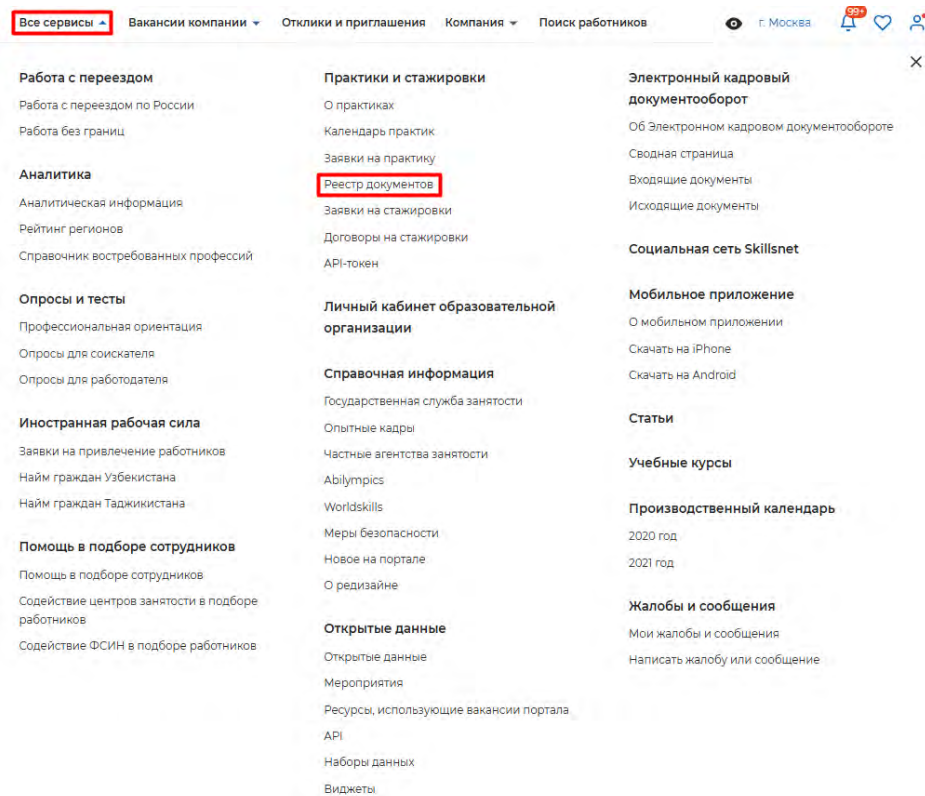 Все сервисы Вакансии компании Отклики и приглашения Компания Поиск работников г. Москва 99+
Работа с переездом
Работа с переездом по России
Работа без границ
Аналитика
Аналитическая информация
Рейтинг регионов
Справочник востребованных профессий
Опросы и тесты
Профессиональная ориентация
Опросы для соискателя
Опросы для работодателя
Иностранная рабочая сила
Заявки на привлечение работников
Найм граждан Узбекистана
Найм граждан Таджикистана
Помощь в подборе сотрудников
Помощь в подборе сотрудников
Содействие центров занятости в подборе
работников
Содействие ФСИН в подборе работников
Практики и стажировки
О практиках
Календарь практик
Заявки на практику
Реестр документов
Заявки на стажировки
Договоры на стажировки
API-токен
Личный кабинет образовательной
организации
Справочная информация
Государственная служба занятости
Опытные кадры
Частные агентства занятости
Abilympics
Worldskills
Меры безопасности
Новое на портале
О редизайне
Открытые данные
Открытые данные
Мероприятия
Ресурсы, использующие вакансии портала
API
Наборы данных
Виджеты
Электронный кадровый
документооборот
Об Электронном кадровом документообороте
Сводная страница
Входящие документы
Исходящие документы
Социальная сеть Skillsnet
Мобильное приложение
О мобильном приложении
Скачать на iPhone
Скачать на Android
Статьи
Учебные курсы
Производственный календарь
2020 год
2021 год
Жалобы и сообщения
Мои жалобы и сообщения
Написать жалобу или сообщение